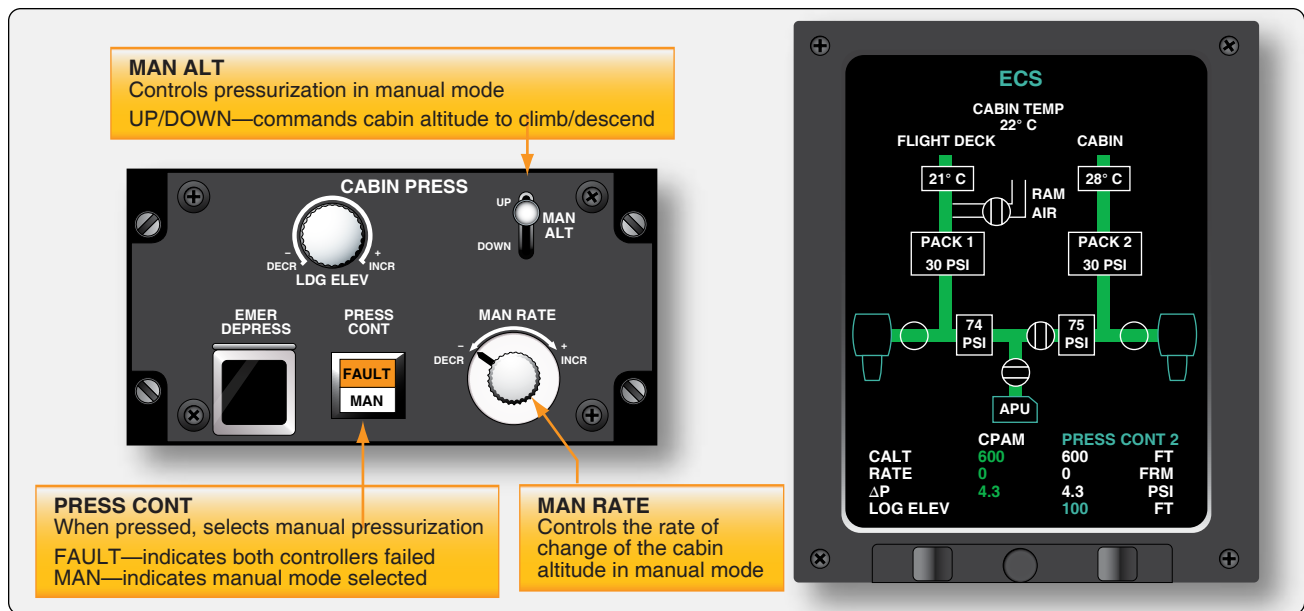 MAN ALT
Controls pressurization in manual mode
UP/DOWN—commands cabin altitude to climb/descend
CABIN PRESS
UP
MAN
ALT
DOWN
–
DECR
+
INCR
LDG ELEV
EMER
DEPRESS
PRESS
CONT
FAULT
MAN
MAN RATE
–
DECR
+
INCR
PRESS CONT
When pressed, selects manual pressurization
FAULT—indicates both controllers failed
MAN—indicates manual mode selected
MAN RATE
Controls the rate of
change of the cabin
altitude in manual mode
ECS
CABIN TEMP
22° C
FLIGHT DECK CABIN
21° C 28° C
RAM
AIR
PACK 1
30 PSI
PACK 2
30 PSI
74
PSI
75
PSI
APU
CPAM PRESS CONT 2
CALT 600 600 FT
RATE 0 0 FRM
ΔP 4.3 4.3 PSI
LOG ELEV 100 FT